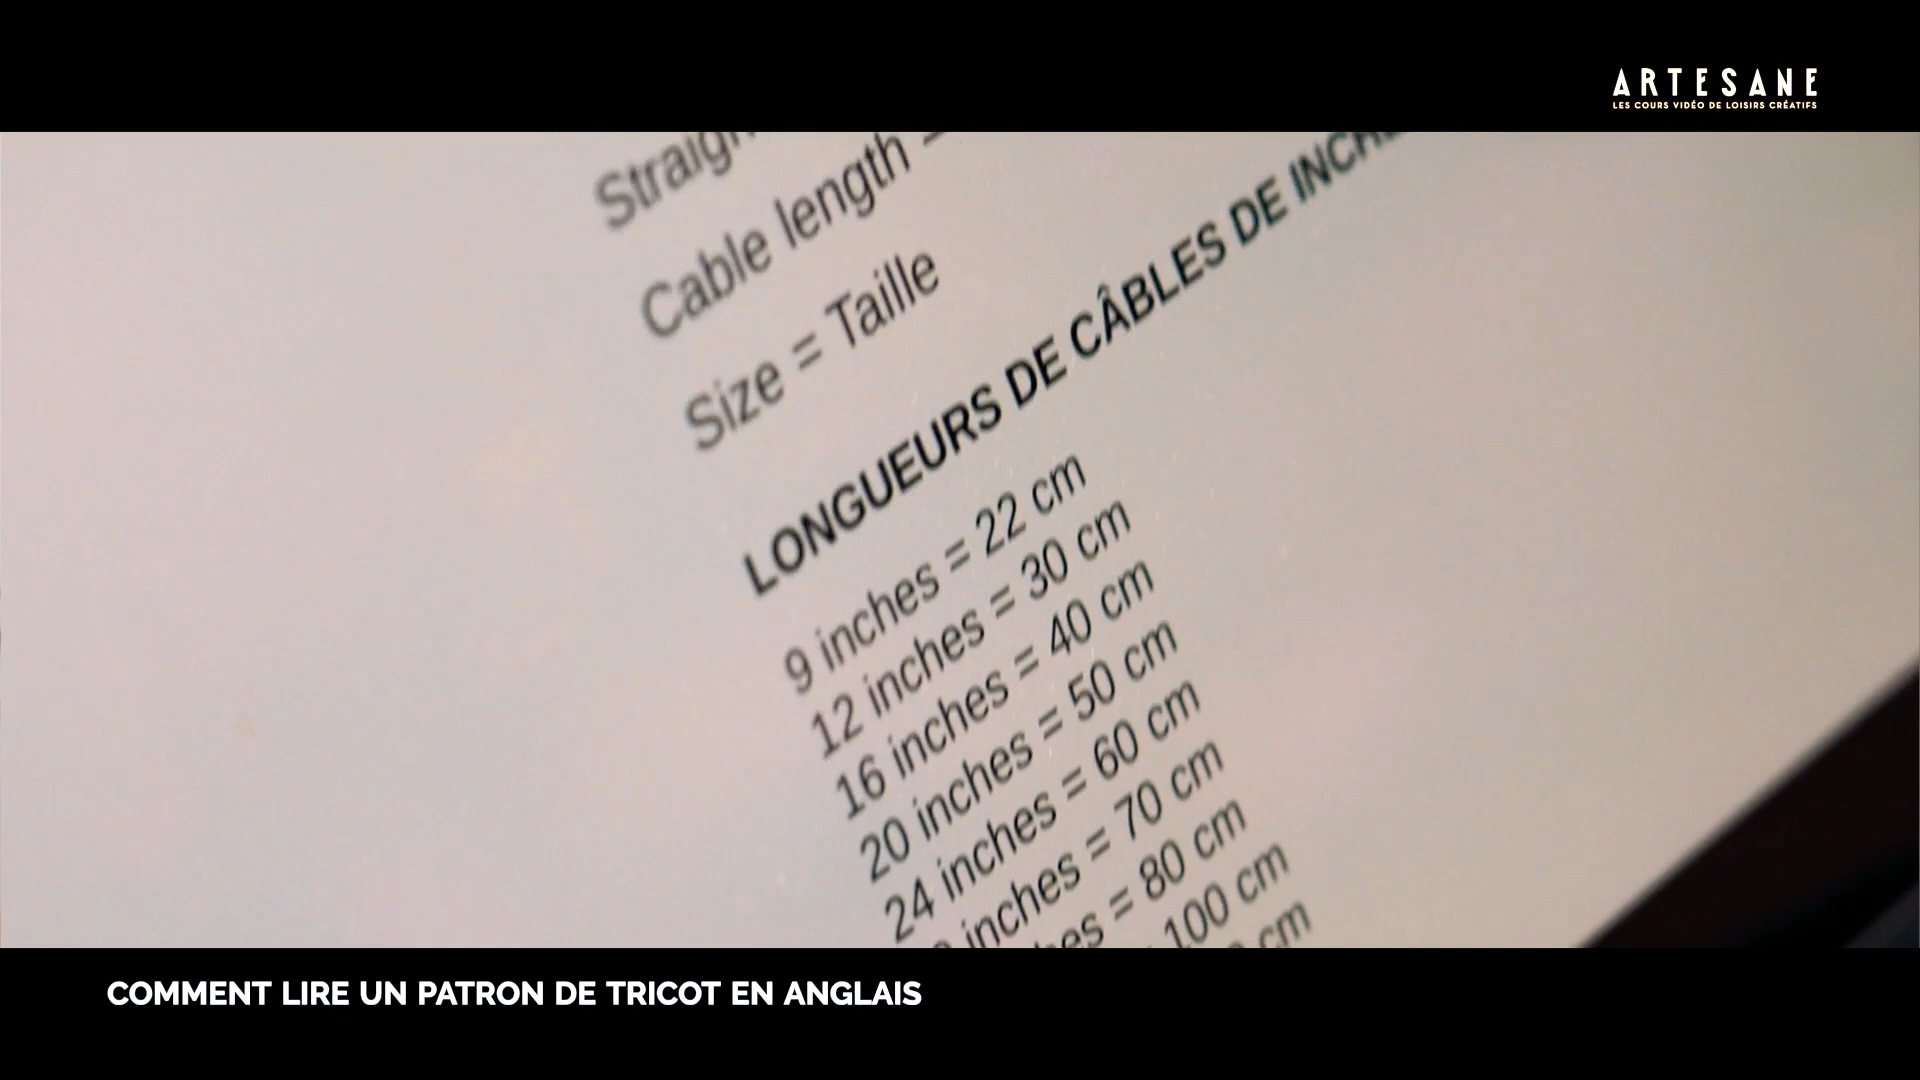 ARTESANE
LES COURS VIDÉO DE LOISIRS CRÉATIFS
Cable length =
Size = Taille
LONGUEURS DE CÂBLES DE
9 inches = 22 cm
12 inches = 30 cm
16 inches = 40 cm
20 inches = 50 cm
24 inches = 60 cm
inches = 70 cm
= 80 cm
100 cm
cm
COMMENT LIRE UN PATRON DE TRICOT EN ANGLAIS